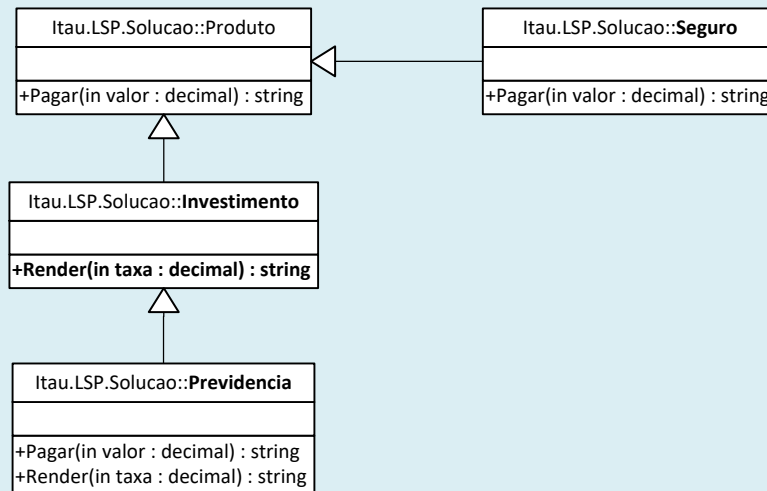 Itau.LSP.Solucao::Produto
+Pagar(in valor : decimal) : string
Itau.LSP.Solucao::Seguro
+Pagar(in valor : decimal) : string
Itau.LSP.Solucao::Investimento
+Render(in taxa : decimal) : string
Itau.LSP.Solucao::Previdencia
+Pagar(in valor : decimal) : string
+Render(in taxa : decimal) : string